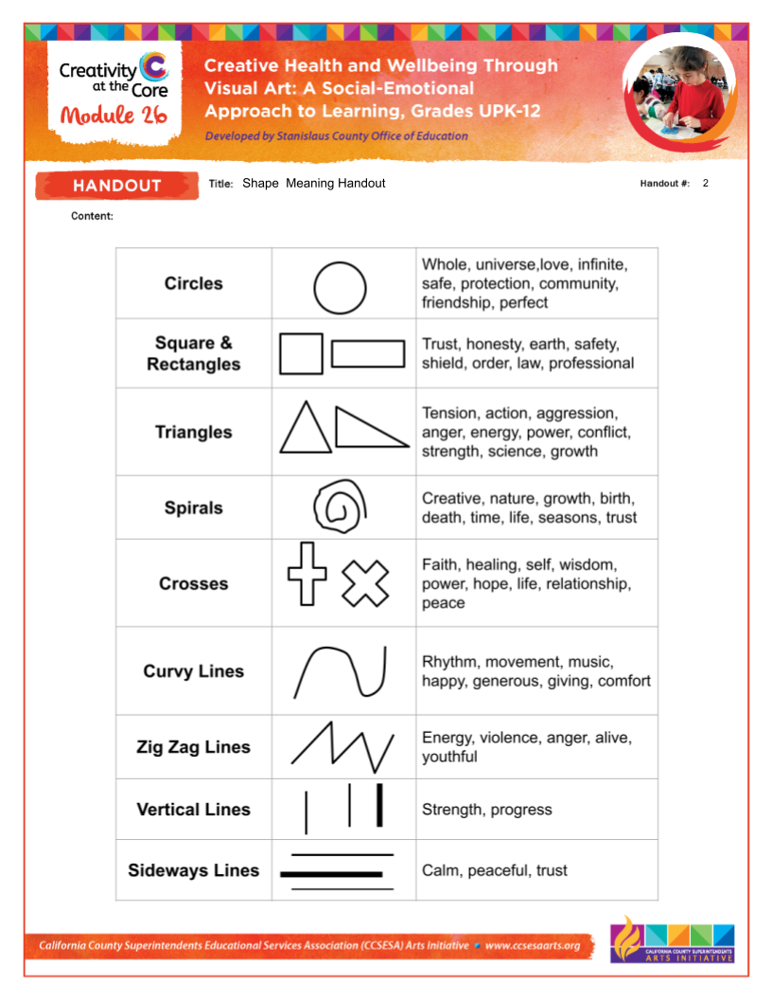 Creativity
at the
Core
Module 26
Creative Health and Wellbeing Through
Visual Art: A Social-Emotional
Approach to Learning, Grades UPK-12
Developed by Stanislaus County Office of Education
HANDOUT
Title: Shape Meaning Handout
Handout #: 2
Content:
Circles
Whole, universe,love, infinite,
safe, protection, community,
friendship, perfect
Square &
Rectangles
Trust, honesty, earth, safety,
shield, order, law, professional
Triangles
Tension, action, aggression,
anger, energy, power, conflict,
strength, science, growth
Spirals
Creative, nature, growth, birth,
death, time, life, seasons, trust
Crosses
Faith, healing, self, wisdom,
power, hope, life, relationship,
peace
Curvy Lines
Rhythm, movement, music,
happy, generous, giving, comfort
Zig Zag Lines
Energy, violence, anger, alive,
youthful
Vertical Lines
Strength, progress
Sideways Lines
Calm, peaceful, trust
California County Superintendents Educational Services Association (CCSESA) Arts Initiative www.ccsesaarts.org
CALIFORNIA COUNTY SUPERINTENDENTS
ARTS INITIATIVE